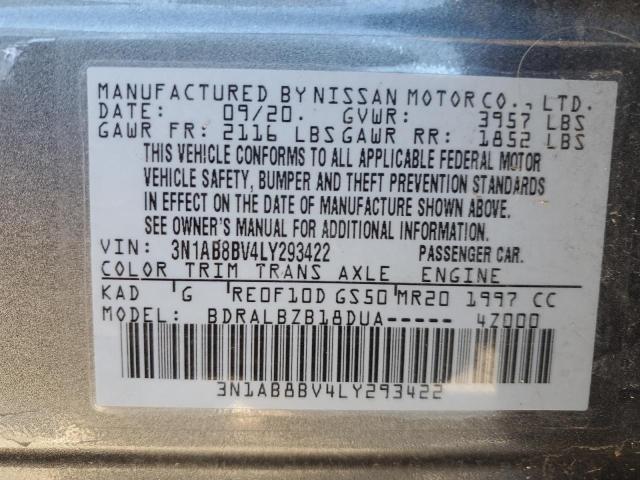 MANUFACTURED BY NISSAN MOTOR CO., LTD.
DATE: 09/20. GVWR: 3957 LBS
GAWR FR: 2116 LBS GAWR RR: 1852 LBS
THIS VEHICLE CONFORMS TO ALL APPLICABLE FEDERAL MOTOR
VEHICLE SAFETY, BUMPER AND THEFT PREVENTION STANDARDS
IN EFFECT ON THE DATE OF MANUFACTURE SHOWN ABOVE.
SEE OWNER'S MANUAL FOR ADDITIONAL INFORMATION.
VIN: 3N1AB8BV4LY293422 PASSENGER CAR.
COLOR TRIM TRANS AXLE ENGINE
KAD G RE0F10D GS50 MR20 1997 CC
MODEL: BDRALBZB18DUA----- 4Z000
3N1AB8BV4LY293422